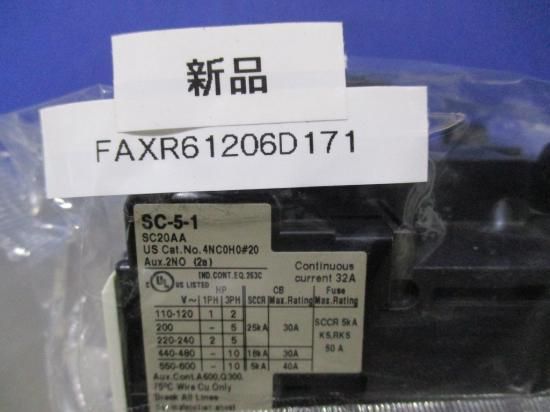 新品
FAXR61206D171
SC-5-1
SC20AA
US Cat.No. 4NC0H0#20
Aux.2NO (2a)
Continuous current 32A
IND.CONT.EQ. 263C
UL US LISTED
HP CB Fuse
V~ 1PH 3PH SCCR Max.Rating Max.Rating
110-120 1 2
200 - 5 25kA 30A
220-240 2 5
SCCR 5kA K5,RK5 50 A
440-480 - 10 18kA 30A
550-600 - 10 5kA 40A
Aux.Cont.A600,Q300,
75°C Wire Cu Only
Break All Lines